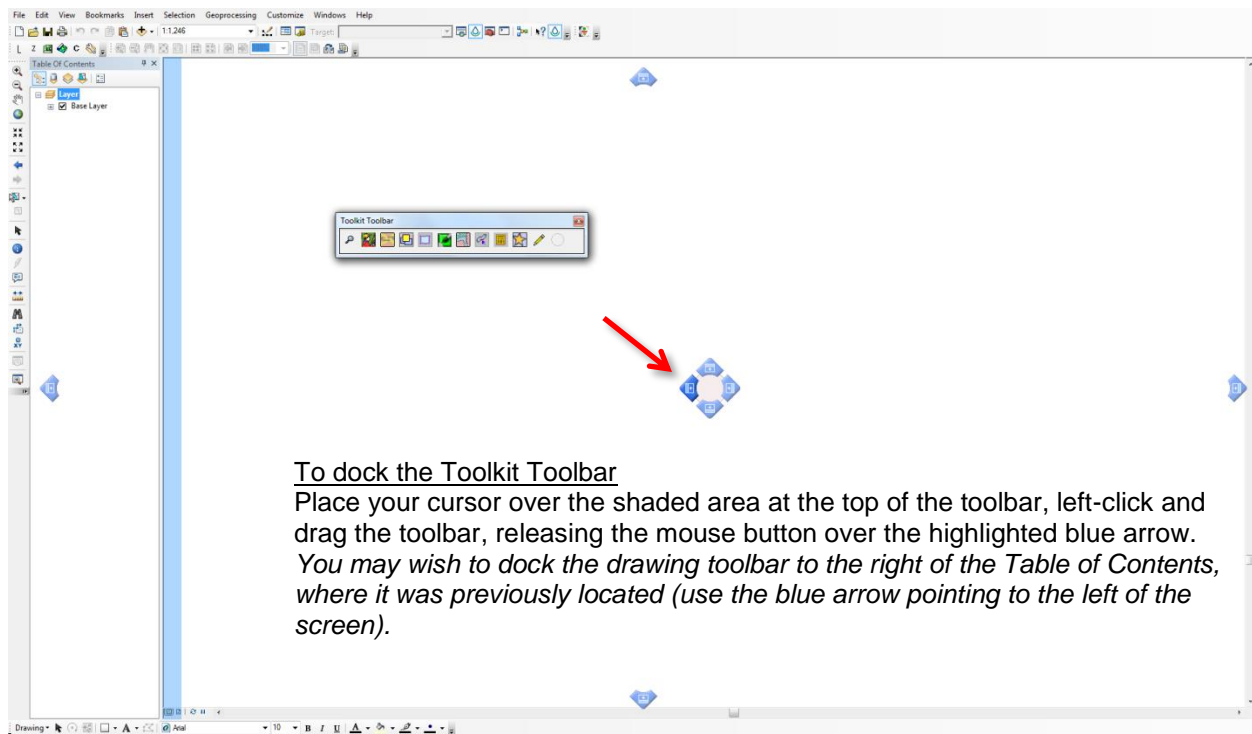 File Edit View Bookmarks Insert Selection Geoprocessing Customize Windows Help
1:1,246 Target:
L Z C
Table Of Contents
Layer
Base Layer
Toolkit Toolbar
XY
To dock the Toolkit Toolbar
Place your cursor over the shaded area at the top of the toolbar, left-click and
drag the toolbar, releasing the mouse button over the highlighted blue arrow.
You may wish to dock the drawing toolbar to the right of the Table of Contents,
where it was previously located (use the blue arrow pointing to the left of the
screen).
Drawing A Arial 10 B I U A